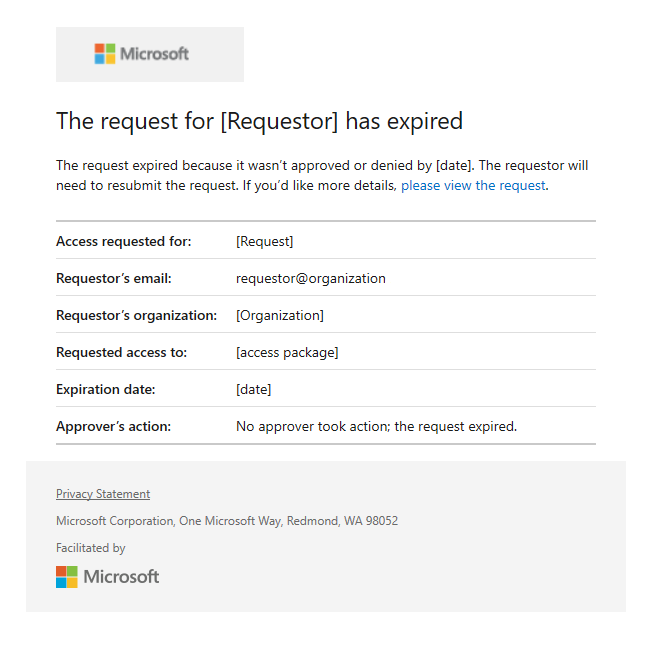 Microsoft
The request for [Requestor] has expired
The request expired because it wasn’t approved or denied by [date]. The requestor will
need to resubmit the request. If you’d like more details, please view the request.
Access requested for: [Request]
Requestor’s email: requestor@organization
Requestor’s organization: [Organization]
Requested access to: [access package]
Expiration date: [date]
Approver’s action: No approver took action; the request expired.
Privacy Statement
Microsoft Corporation, One Microsoft Way, Redmond, WA 98052
Facilitated by
Microsoft